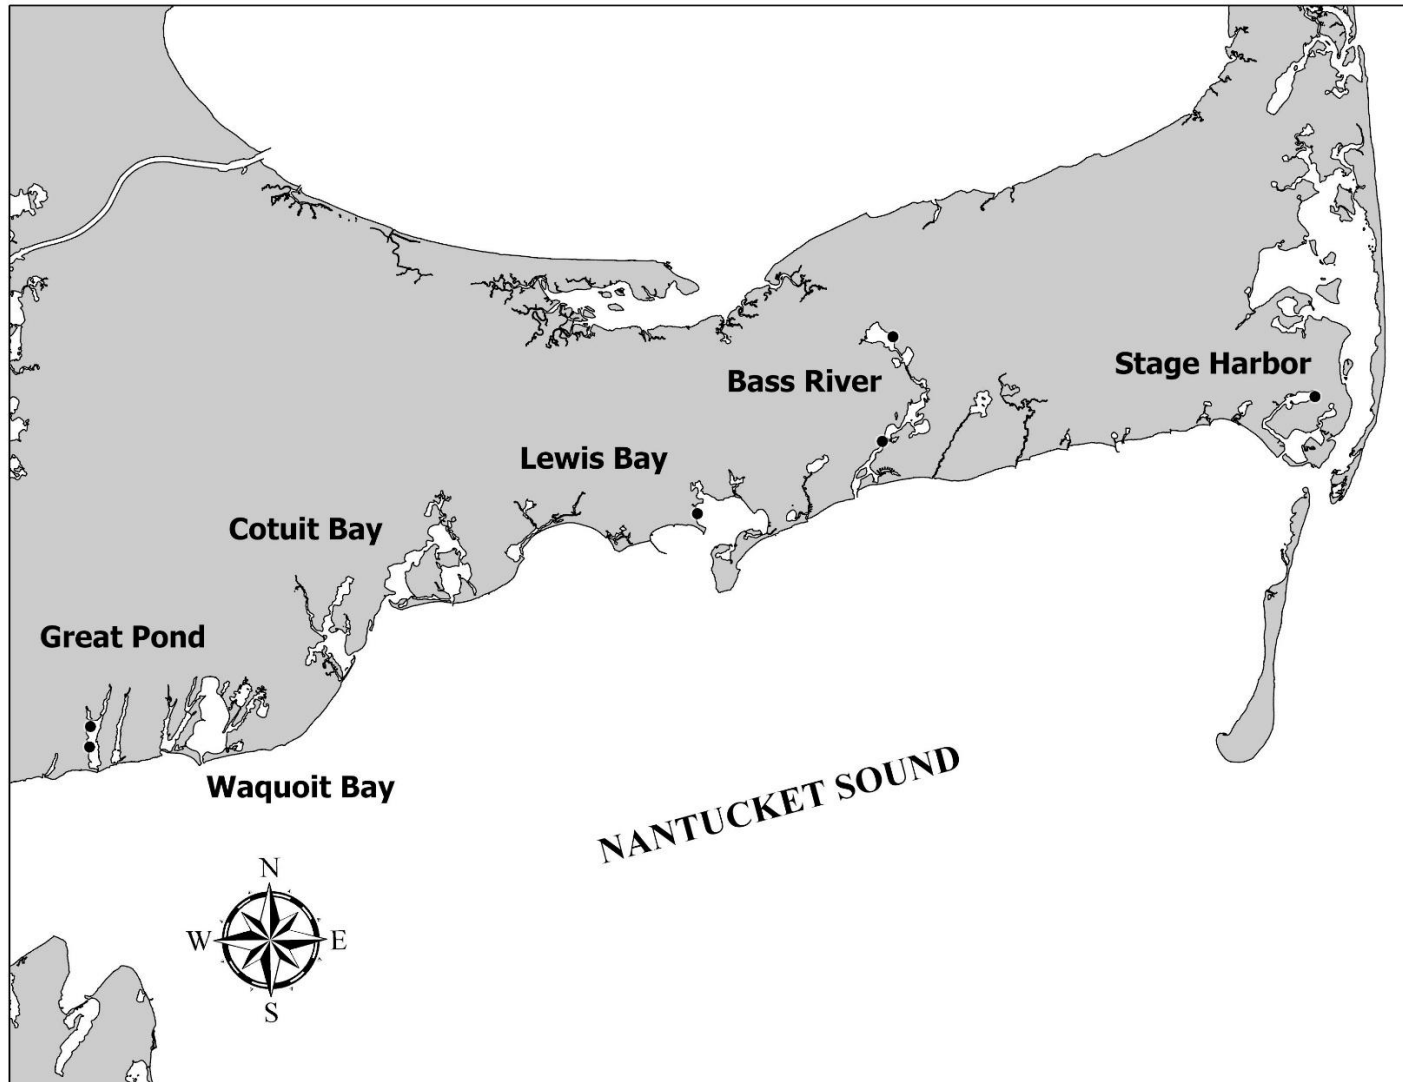 Stage Harbor
Bass River
Lewis Bay
Cotuit Bay
Great Pond
Waquoit Bay
NANTUCKET SOUND
N
W E
S